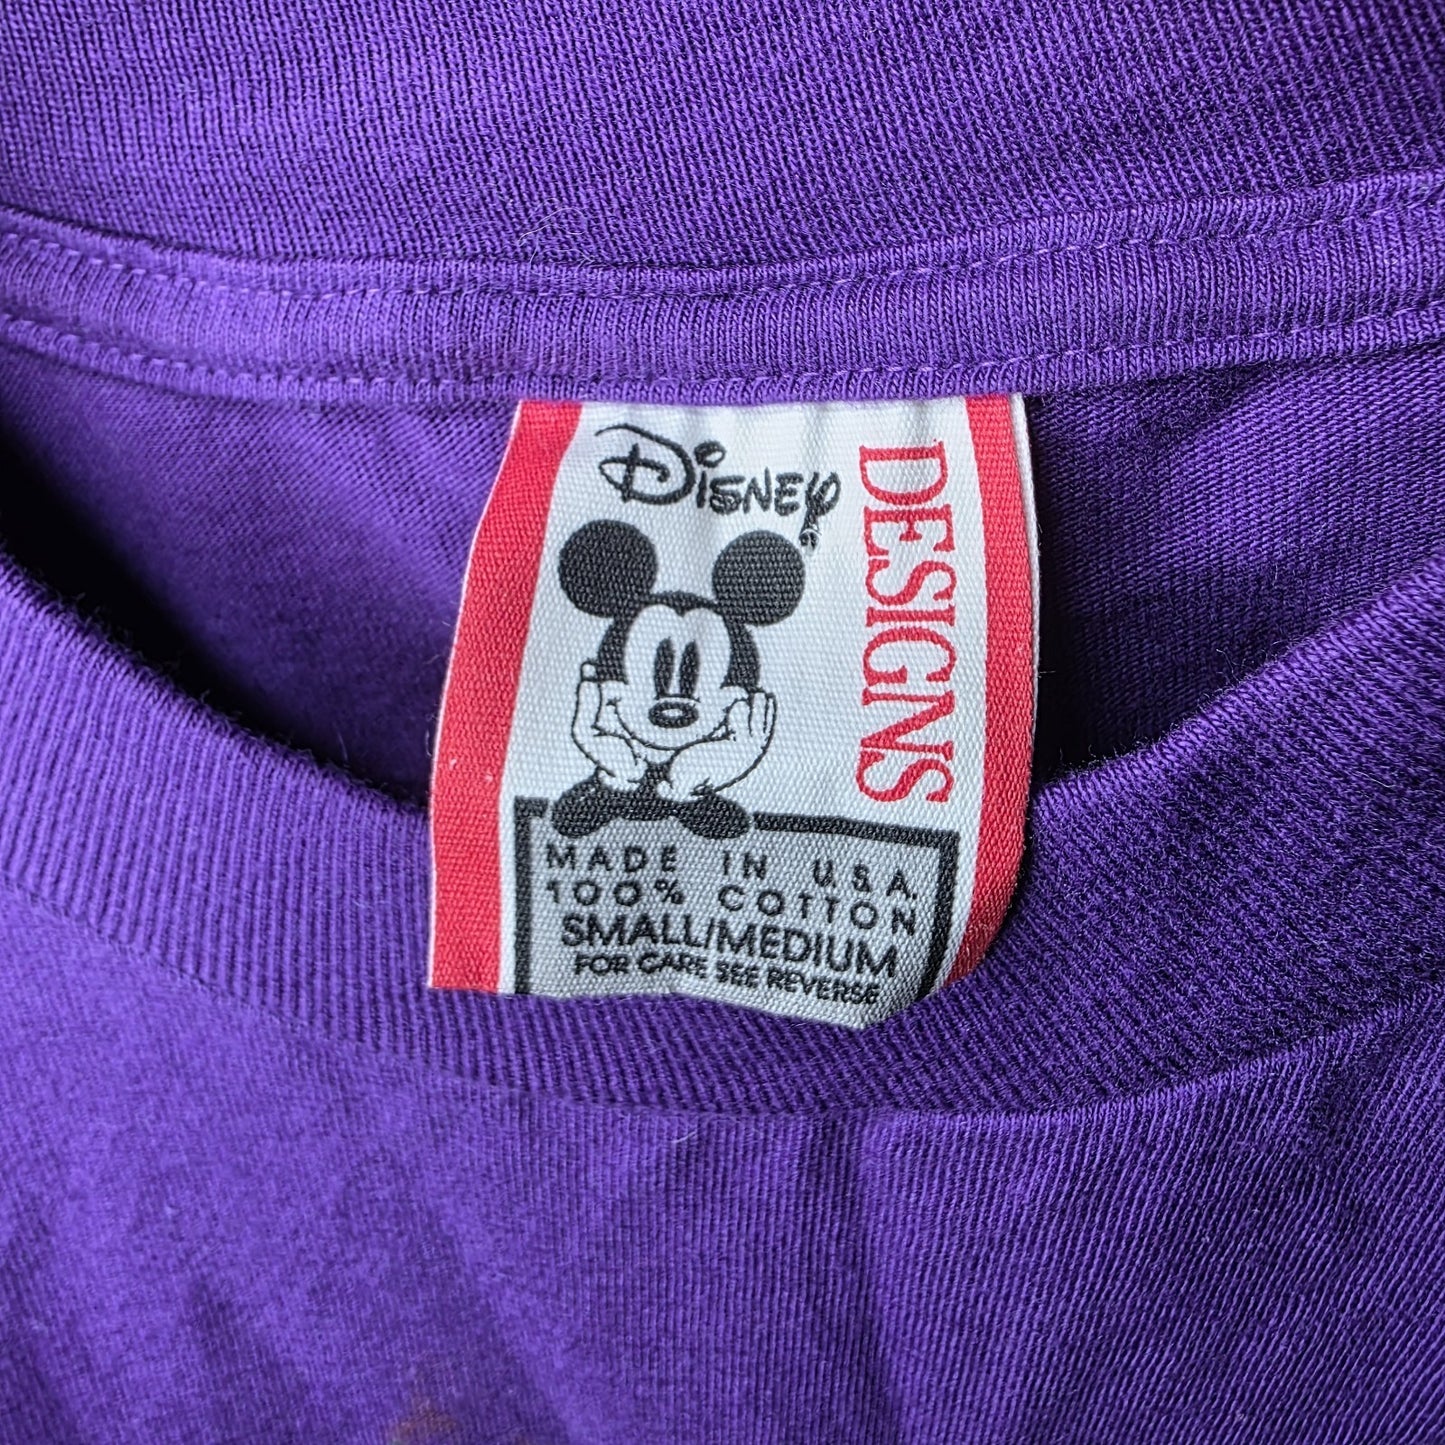 Disney
DESIGNS
MADE IN U.S.A.
100% COTTON
SMALL/MEDIUM
FOR CARE SEE REVERSE